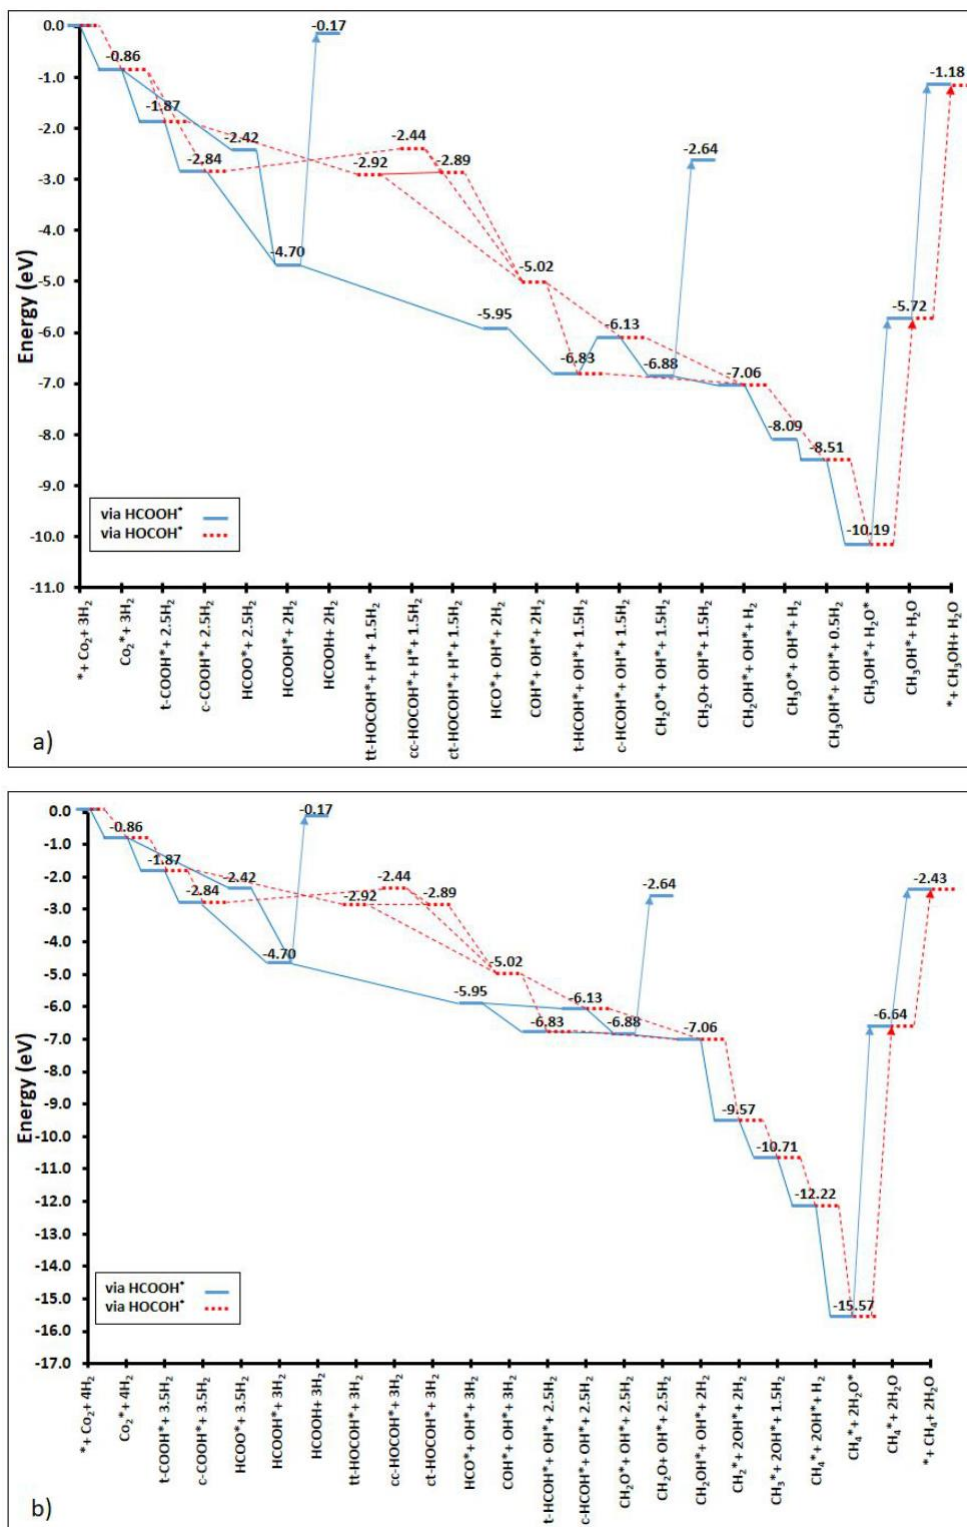 0.0
-1.0
-2.0
-3.0
-4.0
-5.0
-6.0
-7.0
-8.0
-9.0
-10.0
-11.0
Energy (eV)
-0.86
-1.87
-2.84
-2.42
-4.70
-0.17
-2.92
-2.44
-2.89
-5.95
-5.02
-6.83
-6.13
-6.88
-2.64
-7.06
-8.09
-8.51
-10.19
-5.72
-1.18
via HCOOH*
via HOCOH*
* + Co₂ + 3H₂
Co₂* + 3H₂
t-COOH* + 2.5H₂
c-COOH* + 2.5H₂
HCOO* + 2.5H₂
HCOOH* + 2H₂
HCOOH + 2H₂
tt-HOCOH* + H* + 1.5H₂
cc-HOCOH* + H* + 1.5H₂
ct-HOCOH* + H* + 1.5H₂
HCO* + OH* + 2H₂
COH* + OH* + 2H₂
t-HCOH* + OH* + 1.5H₂
c-HCOH* + OH* + 1.5H₂
CH₂O* + OH* + 1.5H₂
CH₂O + OH* + 1.5H₂
CH₂OH* + OH* + H₂
CH₃O* + OH* + H₂
CH₃OH* + OH* + 0.5H₂
CH₃OH* + H₂O*
CH₃OH* + H₂O
* + CH₃OH + H₂O
a)
0.0
-1.0
-2.0
-3.0
-4.0
-5.0
-6.0
-7.0
-8.0
-9.0
-10.0
-11.0
-12.0
-13.0
-14.0
-15.0
-16.0
-17.0
Energy (eV)
-0.86
-1.87
-2.84
-2.42
-4.70
-0.17
-2.92
-2.44
-2.89
-5.95
-5.02
-6.83
-6.13
-6.88
-2.64
-7.06
-9.57
-10.71
-12.22
-15.57
-6.64
-2.43
via HCOOH*
via HOCOH*
* + Co₂ + 4H₂
Co₂* + 4H₂
t-COOH* + 3.5H₂
c-COOH* + 3.5H₂
HCOO* + 3.5H₂
HCOOH* + 3H₂
HCOOH + 3H₂
tt-HOCOH* + 3H₂
cc-HOCOH* + 3H₂
ct-HOCOH* + 3H₂
HCO* + OH* + 3H₂
COH* + OH* + 3H₂
t-HCOH* + OH* + 2.5H₂
c-HCOH* + OH* + 2.5H₂
CH₂O* + OH* + 2.5H₂
CH₂O + OH* + 2.5H₂
CH₂OH* + OH* + 2H₂
CH₂* + 2OH* + 2H₂
CH₃* + 2OH* + 1.5H₂
CH₄* + 2OH* + H₂
CH₄* + 2H₂O*
CH₄* + 2H₂O
* + CH₄ + 2H₂O
b)